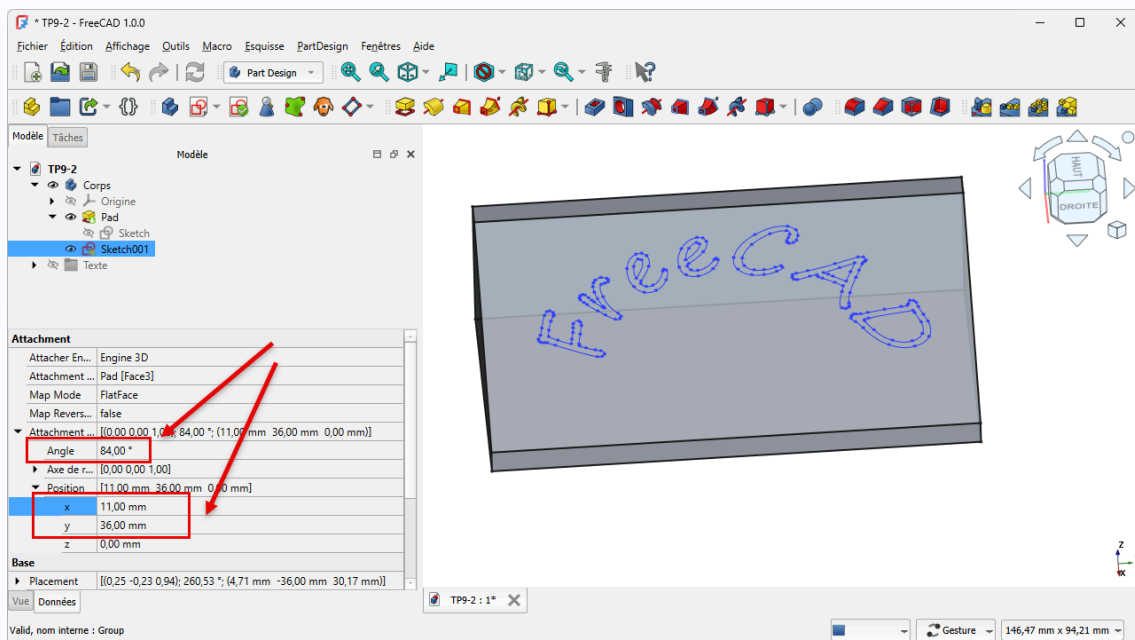 * TP9-2 - FreeCAD 1.0.0
Fichier Édition Affichage Outils Macro Esquisse PartDesign Fenêtres Aide
Part Design
Modèle Tâches
Modèle
TP9-2
Corps
Origine
Pad
Sketch
Sketch001
Texte
HAUT
DROITE
FreeCAD
Attachment
Attacher En... Engine 3D
Attachment ... Pad [Face3]
Map Mode FlatFace
Map Revers... false
Attachment ... [(0,00 0,00 1,00); 84,00 °; (11,00 mm 36,00 mm 0,00 mm)]
Angle 84,00 °
Axe de r... [0,00 0,00 1,00]
Position [11,00 mm 36,00 mm 0,00 mm]
x 11,00 mm
y 36,00 mm
z 0,00 mm
Base
Placement [(0,25 -0,23 0,94); 260,53 °; (4,71 mm -36,00 mm 30,17 mm)]
Vue Données
z
x
TP9-2 : 1*
Valid, nom interne : Group
Gesture
146,47 mm x 94,21 mm